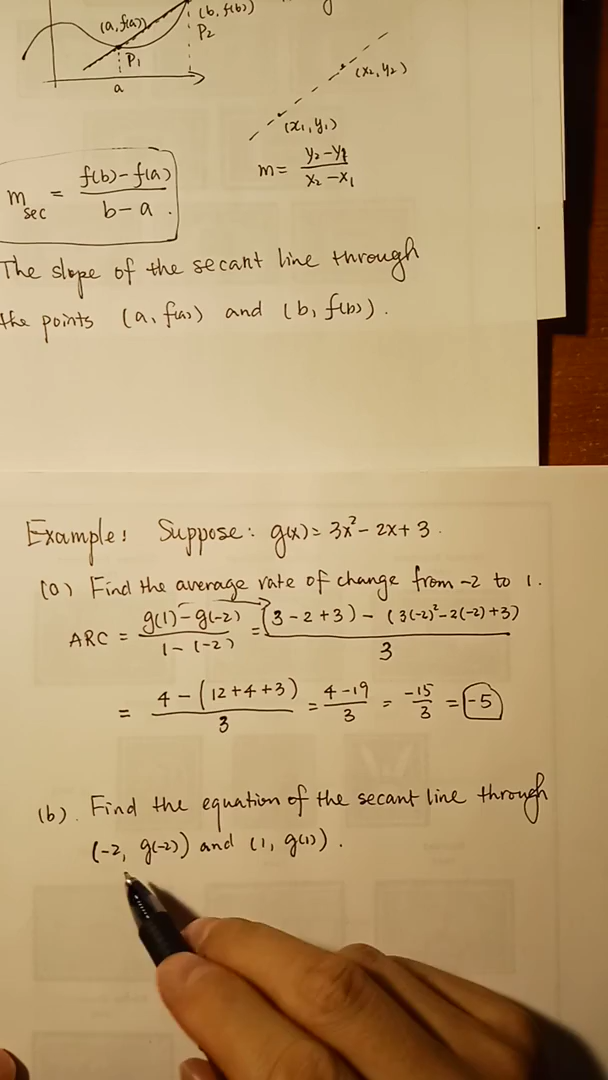 (a, f(a))
(b, f(b))
P₁
P₂
a
(x₂, y₂)
(x₁, y₁)
m = (y₂ - y₁)/(x₂ - x₁)
m_sec = (f(b) - f(a))/(b - a)
The slope of the secant line through
the points (a, f(a)) and (b, f(b)).
Example: Suppose: g(x) = 3x² - 2x + 3.
(a) Find the average rate of change from -2 to 1.
ARC = (g(1) - g(-2))/(1 - (-2)) = ((3 - 2 + 3) - (3(-2)² - 2(-2) + 3))/3
= (4 - (12 + 4 + 3))/3 = (4 - 19)/3 = -15/3 = -5
(b). Find the equation of the secant line through
(-2, g(-2)) and (1, g(1)).